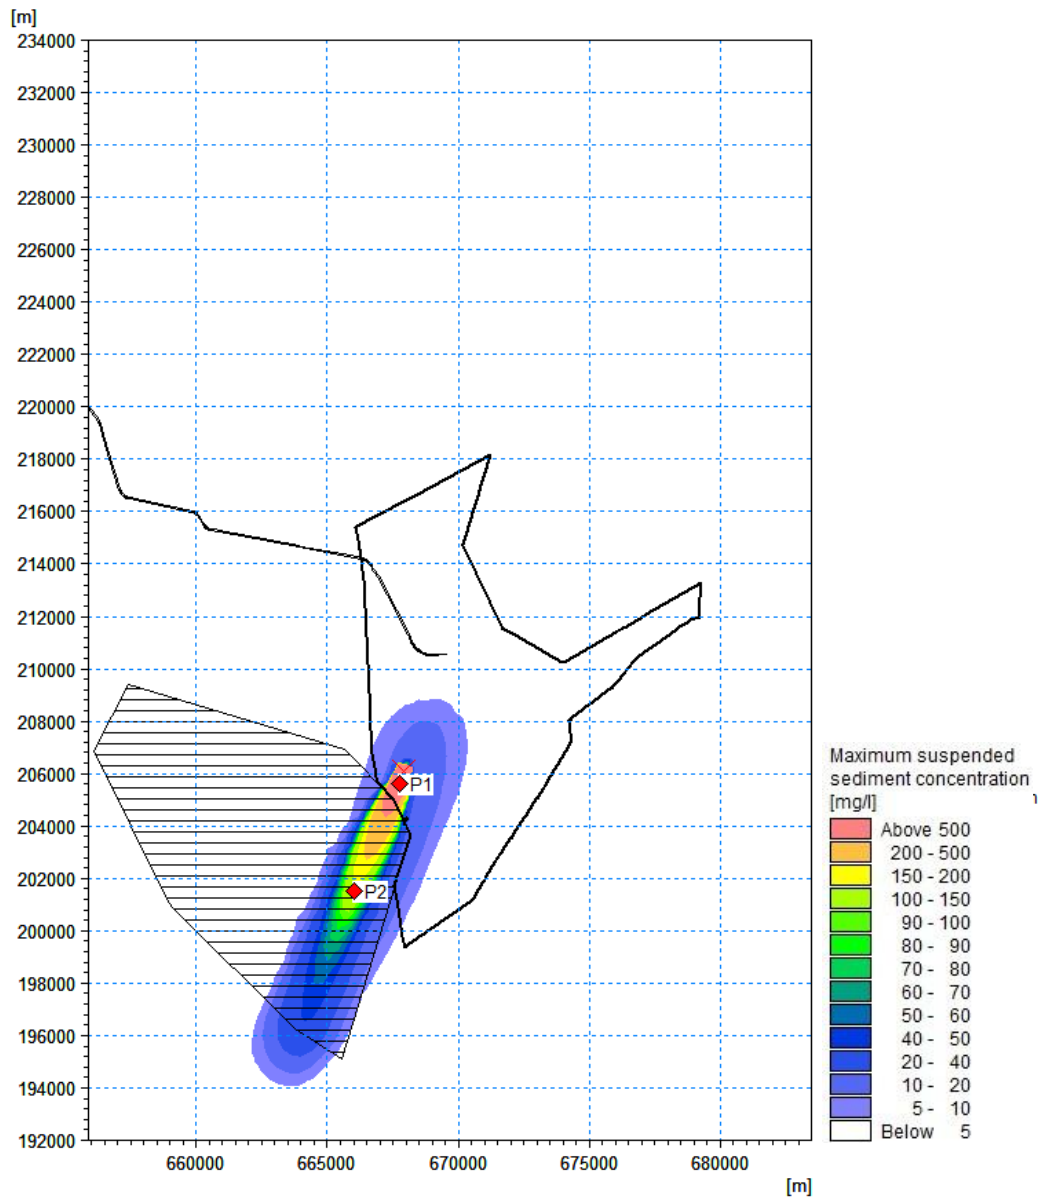 [m]
234000
232000
230000
228000
226000
224000
222000
220000
218000
216000
214000
212000
210000
208000
206000
204000
202000
200000
198000
196000
194000
192000
660000 665000 670000 675000 680000
[m]
P1
P2
Maximum suspended
sediment concentration
[mg/l]
Above 500
200 - 500
150 - 200
100 - 150
90 - 100
80 - 90
70 - 80
60 - 70
50 - 60
40 - 50
20 - 40
10 - 20
5 - 10
Below 5